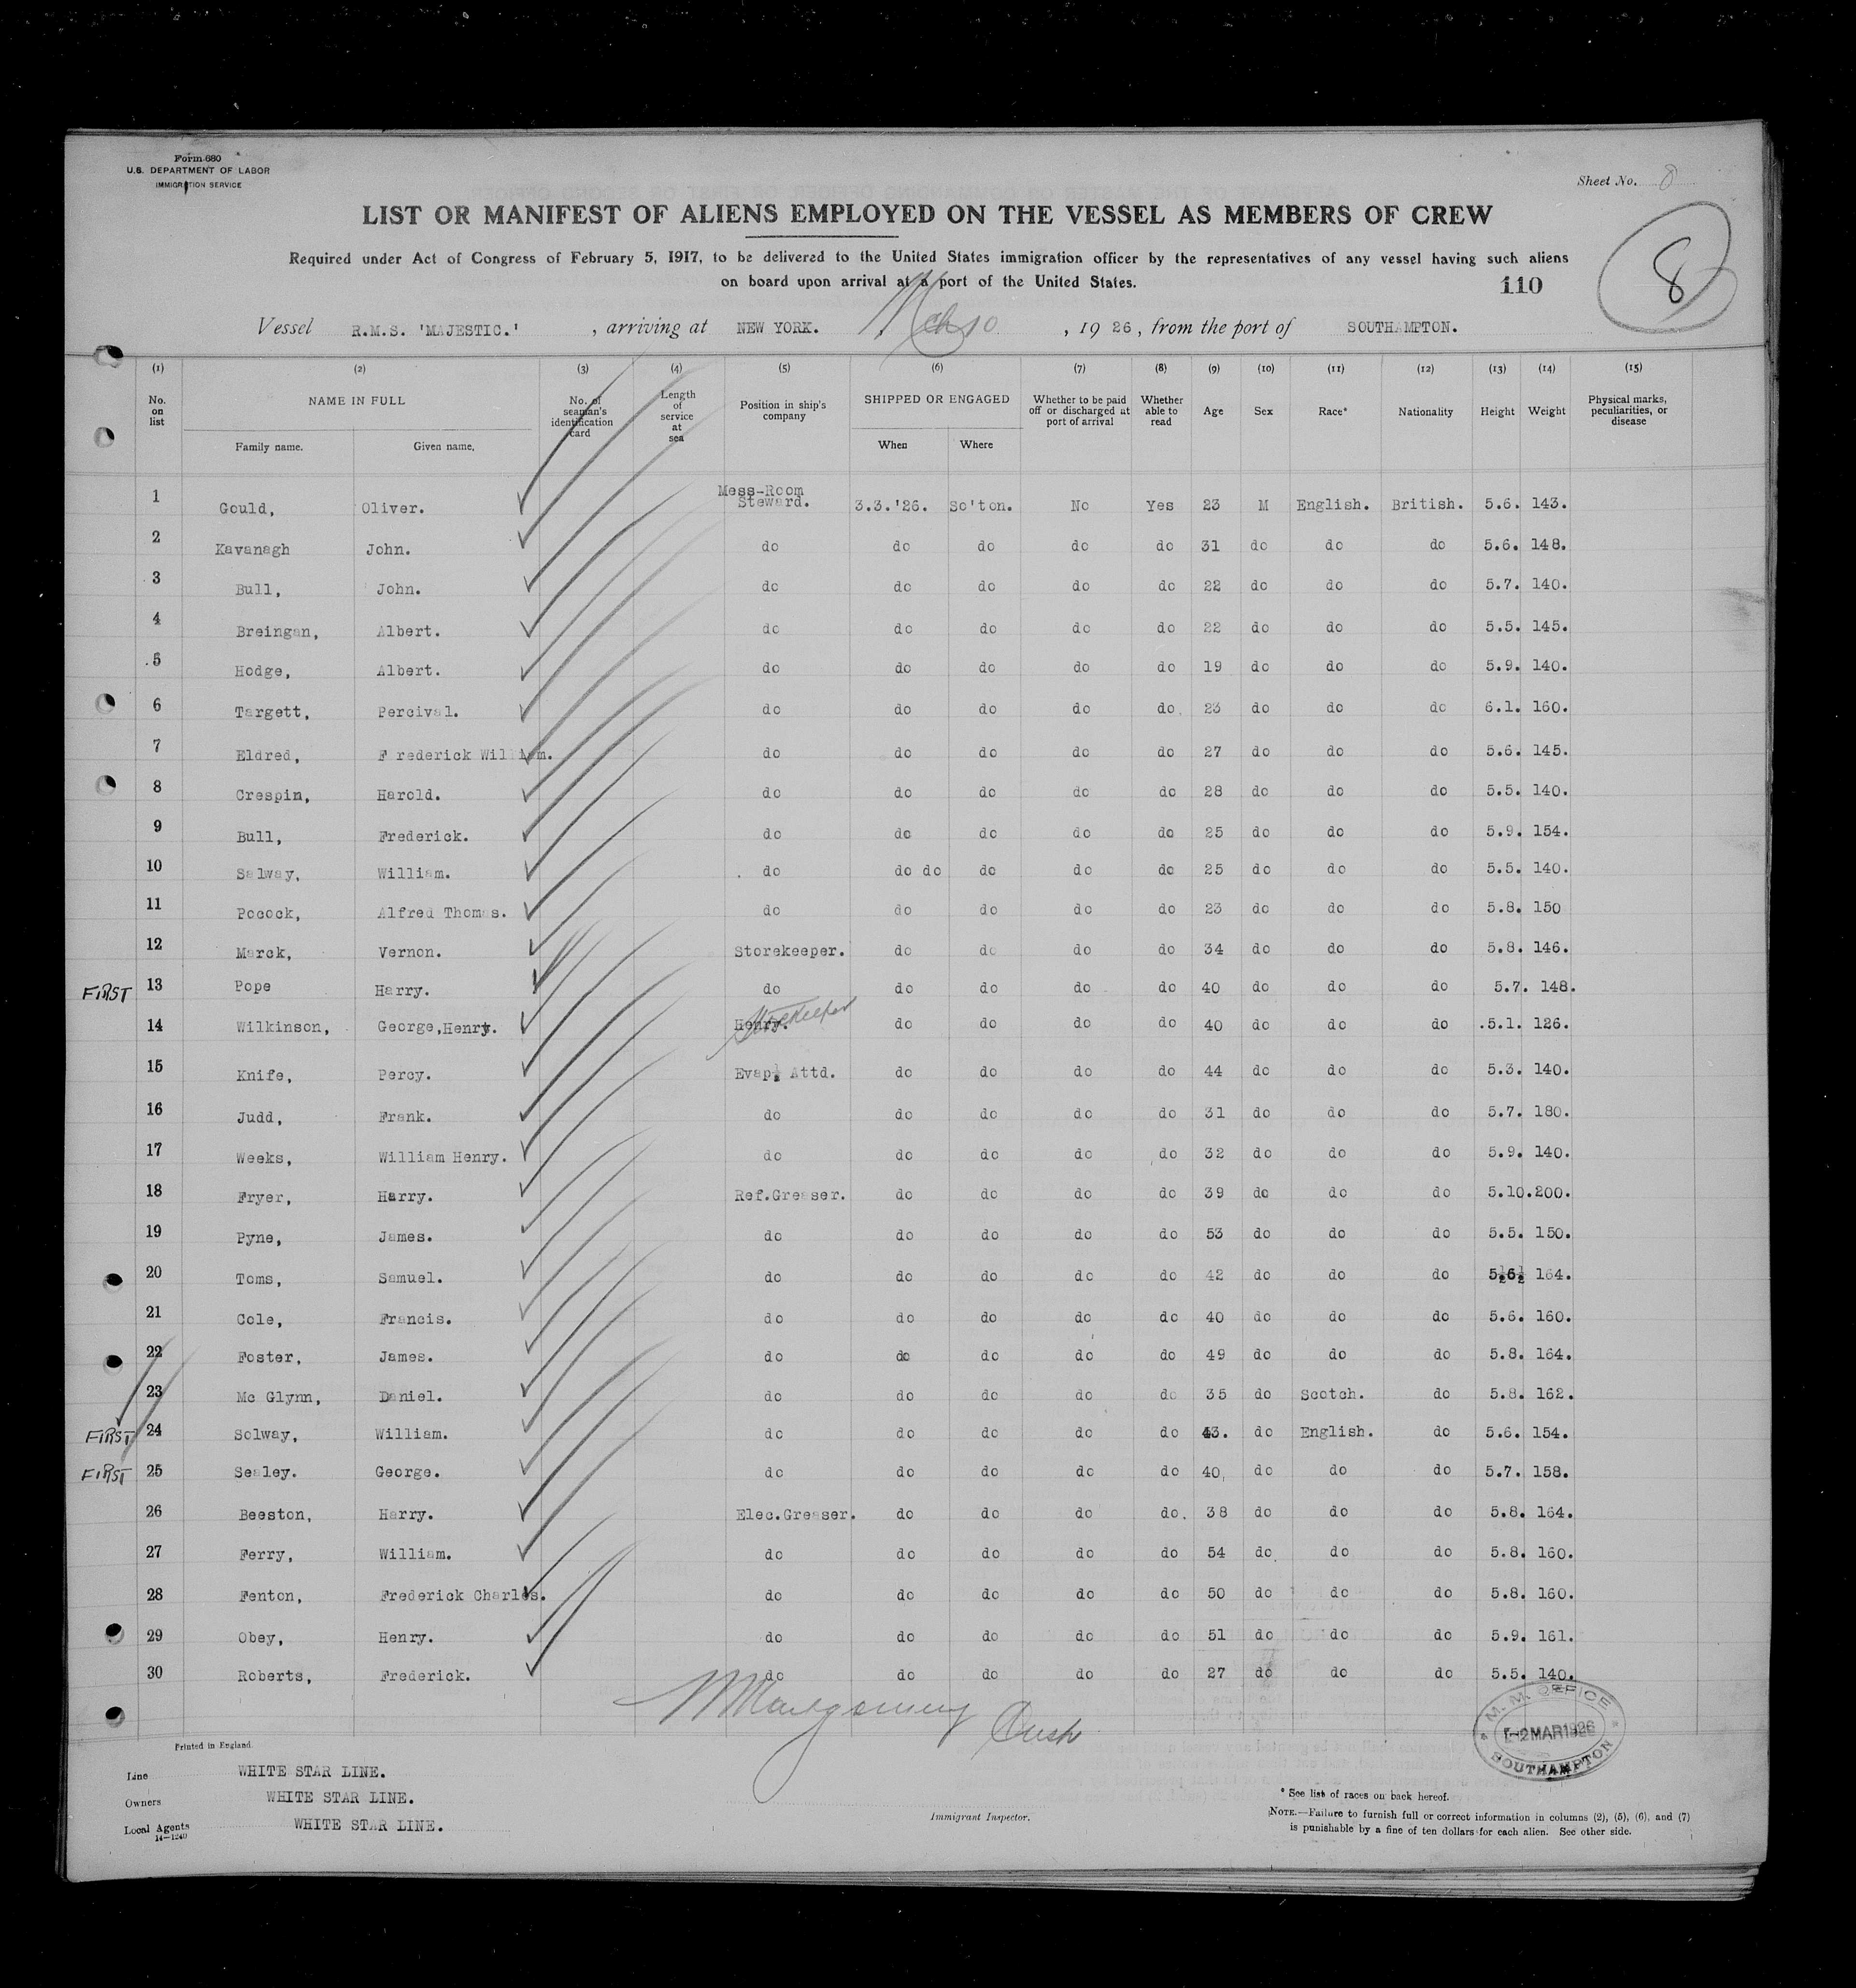 Form 680
U.S. DEPARTMENT OF LABOR
IMMIGRATION SERVICE
Sheet No. 8
LIST OR MANIFEST OF ALIENS EMPLOYED ON THE VESSEL AS MEMBERS OF CREW
Required under Act of Congress of February 5, 1917, to be delivered to the United States immigration officer by the representatives of any vessel having such aliens
on board upon arrival at a port of the United States.
110
8
Vessel R.M.S. 'MAJESTIC.' , arriving at NEW YORK. Mch 10 , 1926, from the port of SOUTHAMPTON.
(1) (2) (3) (4) (5) (6) (7) (8) (9) (10) (11) (12) (13) (14) (15)
No. on list NAME IN FULL Family name. Given name. No. of seaman's identification card Length of service at sea Position in ship's company SHIPPED OR ENGAGED When Where Whether to be paid off or discharged at port of arrival Whether able to read Age Sex Race* Nationality Height Weight Physical marks, peculiarities, or disease
1 Gould, Oliver. Mess-Room Steward. 3.3.'26. So'ton. No Yes 23 M English. British. 5.6. 143.
2 Kavanagh John. do do do do do 31 do do do 5.6. 148.
3 Bull, John. do do do do do 22 do do do 5.7. 140.
4 Breingan, Albert. do do do do do 22 do do do 5.5. 145.
5 Hodge, Albert. do do do do do 19 do do do 5.9. 140.
6 Targett, Percival. do do do do do. 23 do do do 6.1. 160.
7 Eldred, F rederick William. do do do do do 27 do do do 5.6. 145.
8 Crespin, Harold. do do do do do 28 do do do 5.5. 140.
9 Bull, Frederick. do do do do do 25 do do do 5.9. 154.
10 Salway, William. do do do do do do 25 do do do 5.5. 140.
11 Pocock, Alfred Thomas. do do do do do 23 do do do 5.8. 150
12 Marck, Vernon. Storekeeper. do do do do 34 do do do 5.8. 146.
FIRST 13 Pope Harry. do do do do do 40 do do do 5.7. 148.
14 Wilkinson, George,Henry. Henry. Storekeeper do do do do 40 do do do .5.1. 126.
15 Knife, Percy. Evap. Attd. do do do do 44 do do do 5.3. 140.
16 Judd, Frank. do do do do do 31 do do do 5.7. 180.
17 Weeks, William Henry. do do do do do 32 do do do 5.9. 140.
18 Fryer, Harry. Ref.Greaser. do do do do 39 do do do 5.10. 200.
19 Pyne, James. do do do do do 53 do do do 5.5. 150.
20 Toms, Samuel. do do do do do 42 do do do 5.6½ 164.
21 Cole, Francis. do do do do do 40 do do do 5.6. 160.
22 Foster, James. do do do do do 49 do do do 5.8. 164.
23 Mc Glynn, Daniel. do do do do do 35 do Scotch. do 5.8. 162.
FIRST 24 Solway, William. do do do do do 43. do English. do 5.6. 154.
FIRST 25 Sealey. George. do do do do do 40, do do do 5.7. 158.
26 Beeston, Harry. Elec.Greaser. do do do do. 38 do do do 5.8. 164.
27 Ferry, William. do do do do do 54 do do do 5.8. 160.
28 Fenton, Frederick Charles. do do do do do 50 do do do 5.8. 160.
29 Obey, Henry. do do do do do 51 do do do 5.9. 161.
30 Roberts, Frederick. do do do do do 27 do do do 5.5. 140.
Montgomery
M. M. OFFICE
2 MAR 1926
SOUTHAMPTON
Printed in England.
Line WHITE STAR LINE.
Owners WHITE STAR LINE.
Local Agents WHITE STAR LINE.
14-1240
Immigrant Inspector.
* See list of races on back hereof.
NOTE.—Failure to furnish full or correct information in columns (2), (5), (6), and (7)
is punishable by a fine of ten dollars for each alien. See other side.